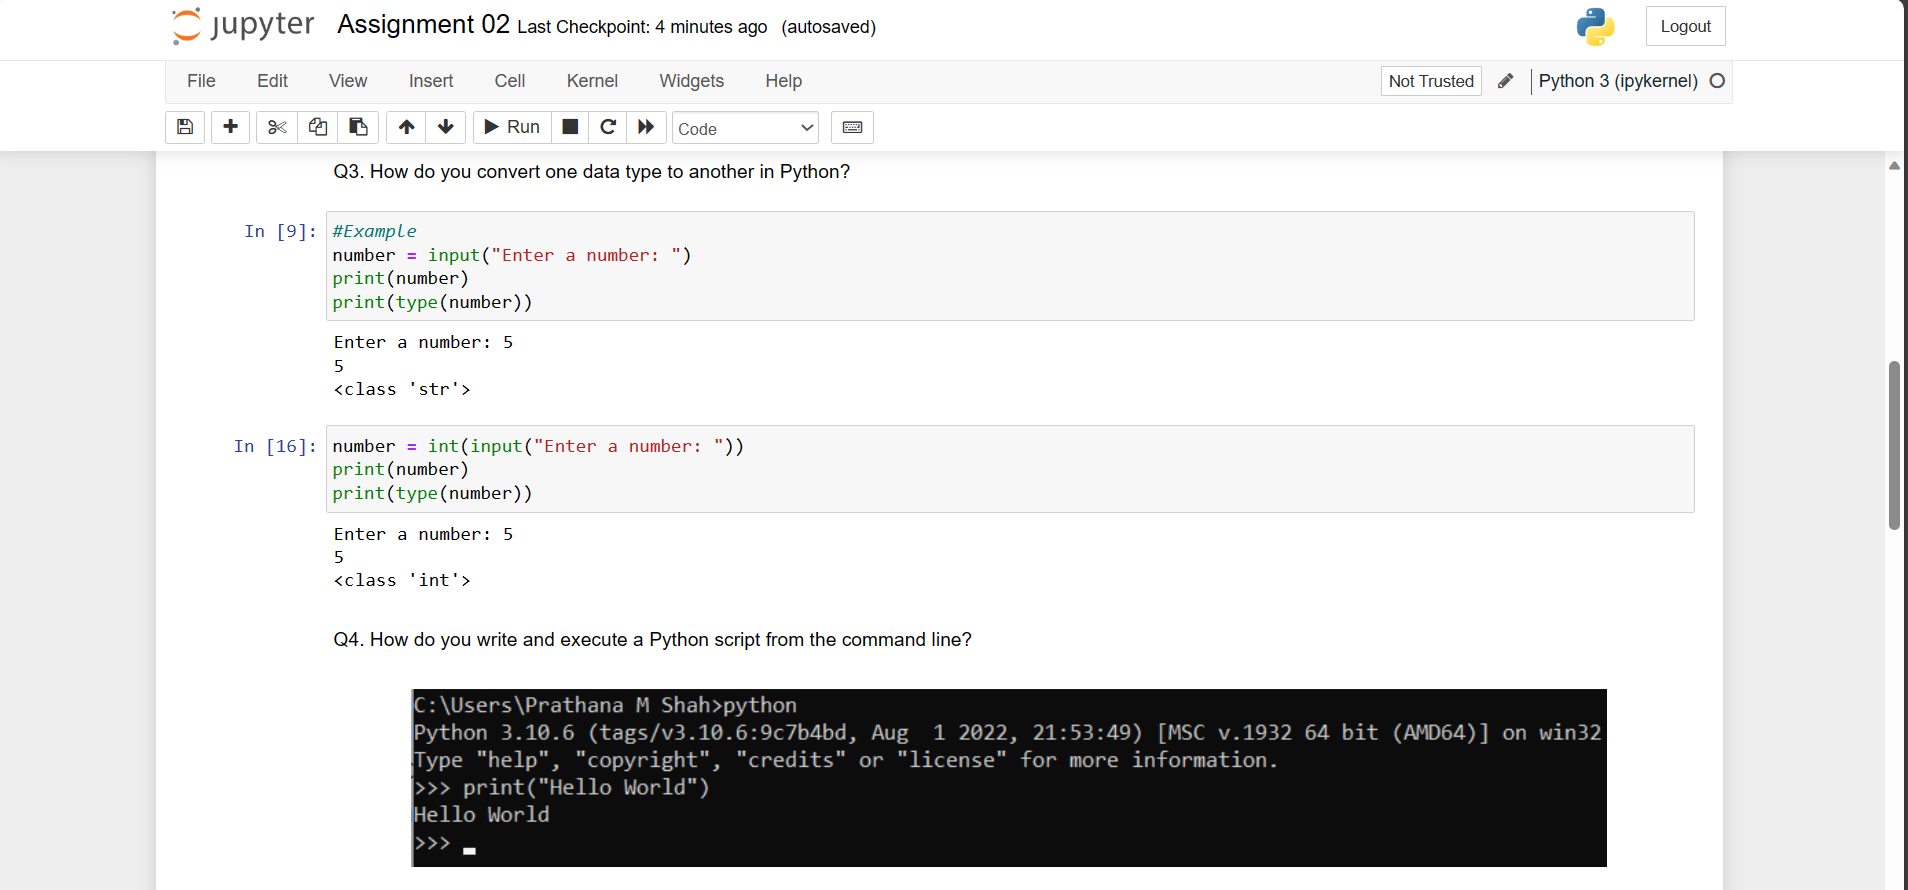 jupyter Assignment 02 Last Checkpoint: 4 minutes ago (autosaved) Logout
File Edit View Insert Cell Kernel Widgets Help Not Trusted Python 3 (ipykernel)
Run Code
Q3. How do you convert one data type to another in Python?
In [9]: #Example
number = input("Enter a number: ")
print(number)
print(type(number))
Enter a number: 5
5
<class 'str'>
In [16]: number = int(input("Enter a number: "))
print(number)
print(type(number))
Enter a number: 5
5
<class 'int'>
Q4. How do you write and execute a Python script from the command line?
C:\Users\Prathana M Shah>python
Python 3.10.6 (tags/v3.10.6:9c7b4bd, Aug  1 2022, 21:53:49) [MSC v.1932 64 bit (AMD64)] on win32
Type "help", "copyright", "credits" or "license" for more information.
>>> print("Hello World")
Hello World
>>>